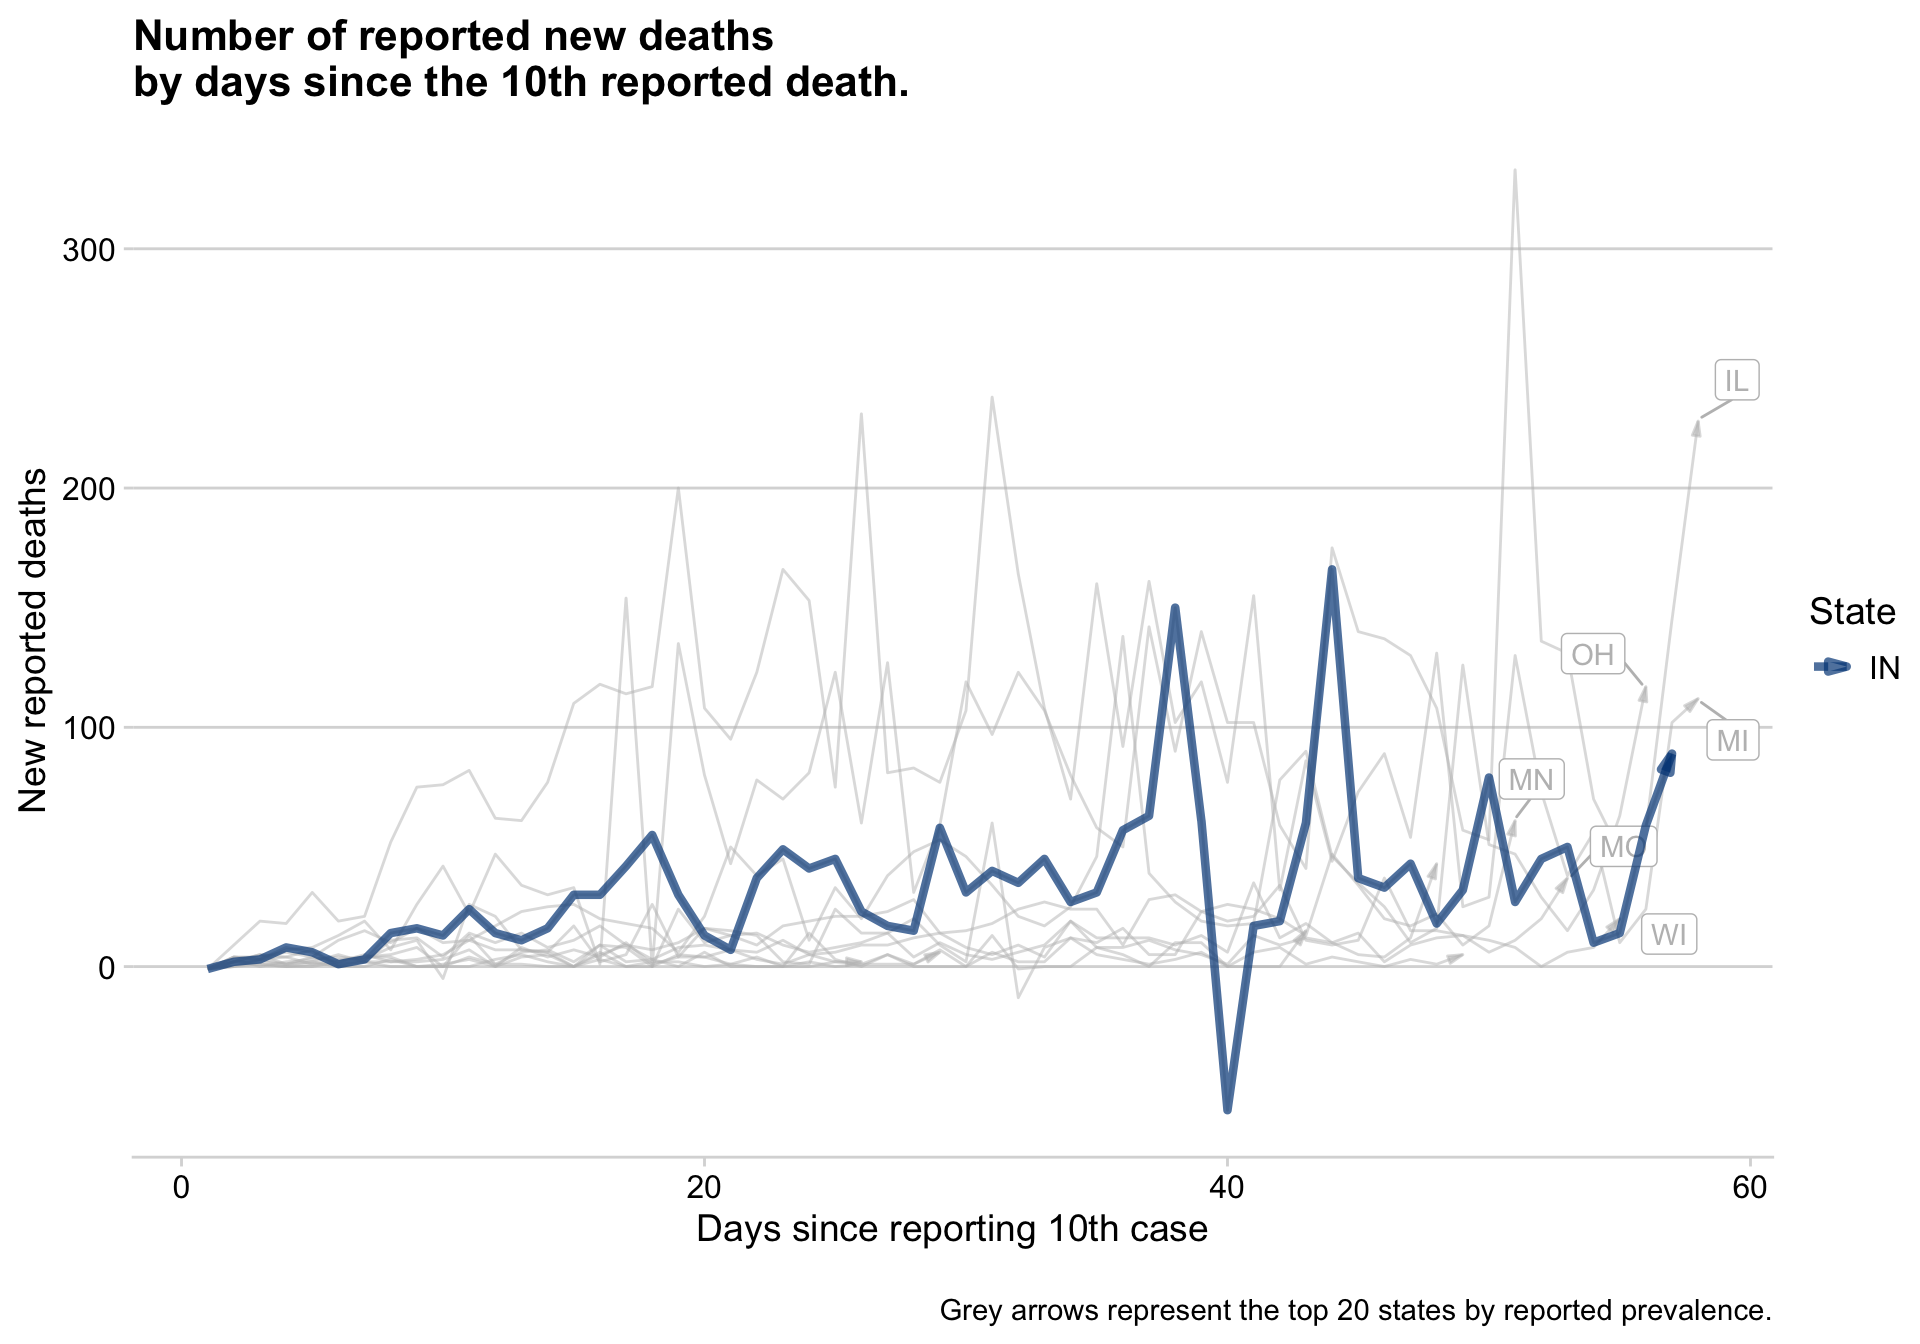 Number of reported new deaths
by days since the 10th reported death.
New reported deaths
300
200
100
0
IL
OH
MI
MN
MO
WI
State
IN
0 20 40 60
Days since reporting 10th case
Grey arrows represent the top 20 states by reported prevalence.